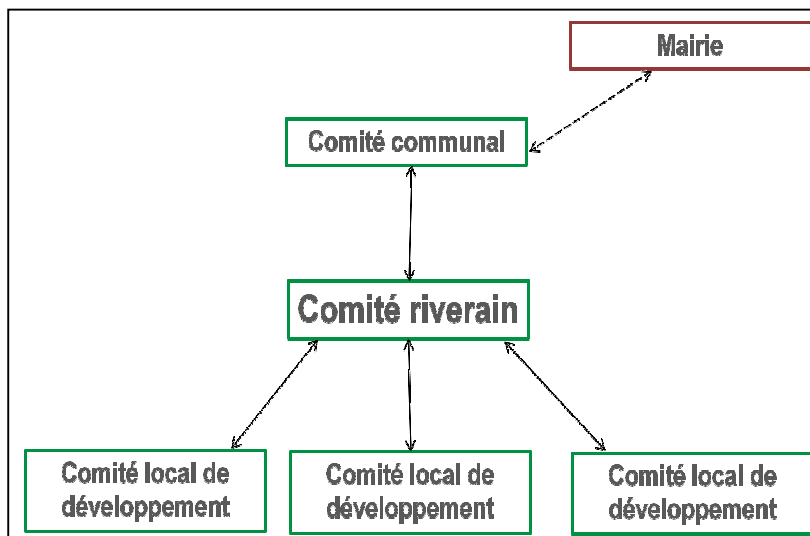 Mairie
Comité communal
Comité riverain
Comité local de
développement
Comité local de
développement
Comité local de
développement